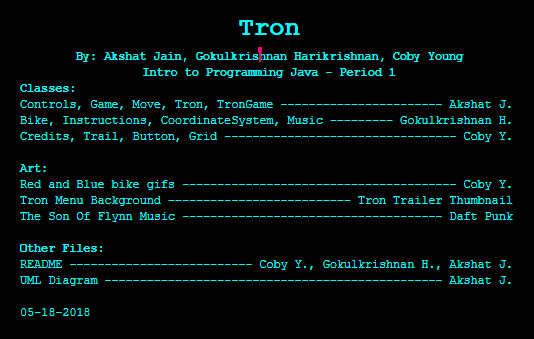 Tron
By: Akshat Jain, Gokulkrishnan Harikrishnan, Coby Young
Intro to Programming Java - Period 1
Classes:
Controls, Game, Move, Tron, TronGame ----------------------- Akshat J.
Bike, Instructions, CoordinateSystem, Music --------- Gokulkrishnan H.
Credits, Trail, Button, Grid --------------------------------- Coby Y.
Art:
Red and Blue bike gifs --------------------------------------- Coby Y.
Tron Menu Background -------------------------- Tron Trailer Thumbnail
The Son Of Flynn Music ------------------------------------- Daft Punk
Other Files:
README -------------------------- Coby Y., Gokulkrishnan H., Akshat J.
UML Diagram ------------------------------------------------ Akshat J.
05-18-2018